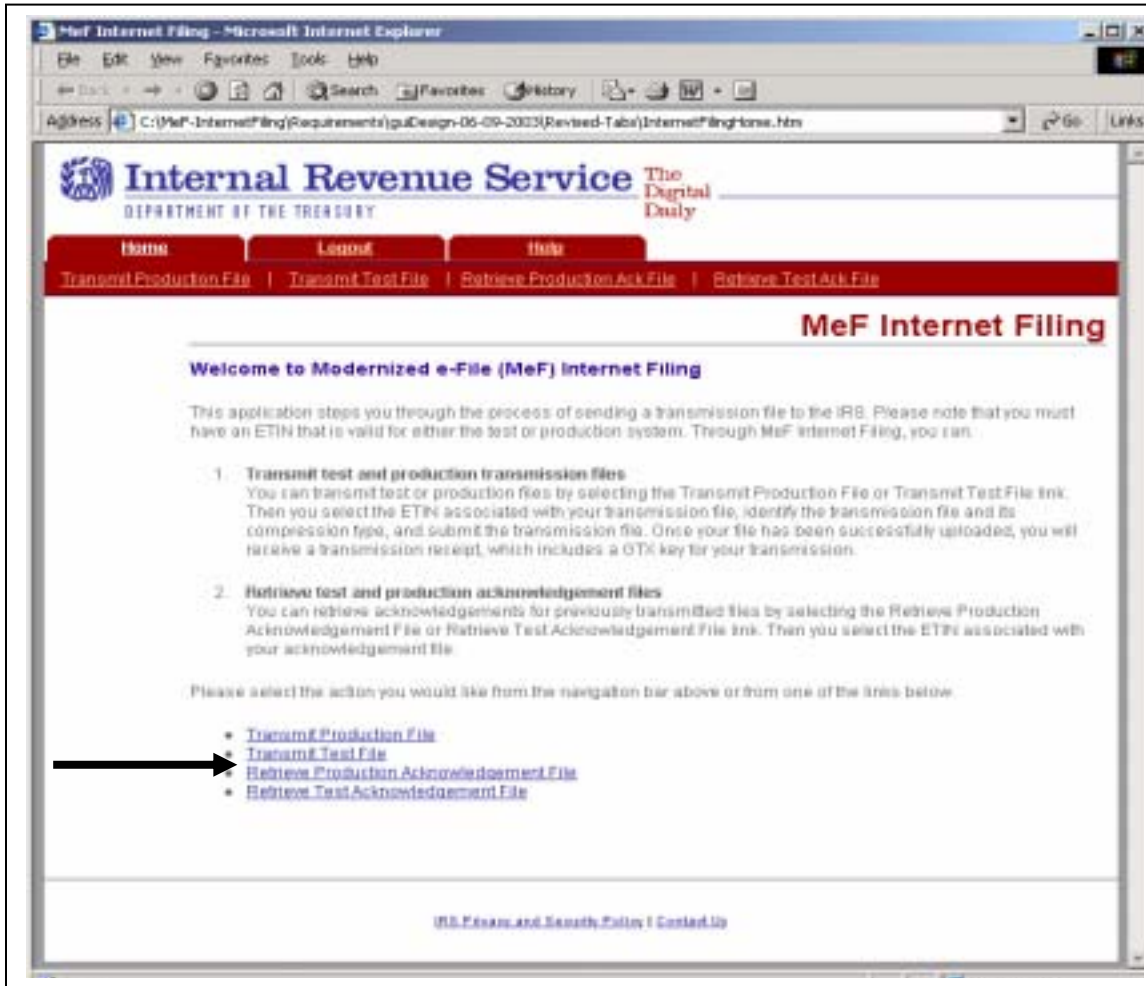 MeF Internet Filing - Microsoft Internet Explorer
File Edit View Favorites Tools Help
Back Search Favorites History
Address C:\MeF-InternetFiling\Requirements\guiDesign-06-09-2003\Revised-Tabs\InternetFilingHome.htm Go Links
Internal Revenue Service The
Digital
Daily
DEPARTMENT OF THE TREASURY
Home Logout Help
Transmit Production File | Transmit Test File | Retrieve Production Ack File | Retrieve Test Ack File
MeF Internet Filing
Welcome to Modernized e-File (MeF) Internet Filing
This application steps you through the process of sending a transmission file to the IRS. Please note that you must
have an ETIN that is valid for either the test or production system. Through MeF Internet Filing, you can:
1. Transmit test and production transmission files
You can transmit test or production files by selecting the Transmit Production File or Transmit Test File link.
Then you select the ETIN associated with your transmission file, identify the transmission file and its
compression type, and submit the transmission file. Once your file has been successfully uploaded, you will
receive a transmission receipt, which includes a GTX key for your transmission.
2. Retrieve test and production acknowledgement files
You can retrieve acknowledgements for previously transmitted files by selecting the Retrieve Production
Acknowledgement File or Retrieve Test Acknowledgement File link. Then you select the ETIN associated with
your acknowledgement file.
Please select the action you would like from the navigation bar above or from one of the links below.
• Transmit Production File
• Transmit Test File
• Retrieve Production Acknowledgement File
• Retrieve Test Acknowledgement File
IRS Privacy and Security Policy | Contact Us